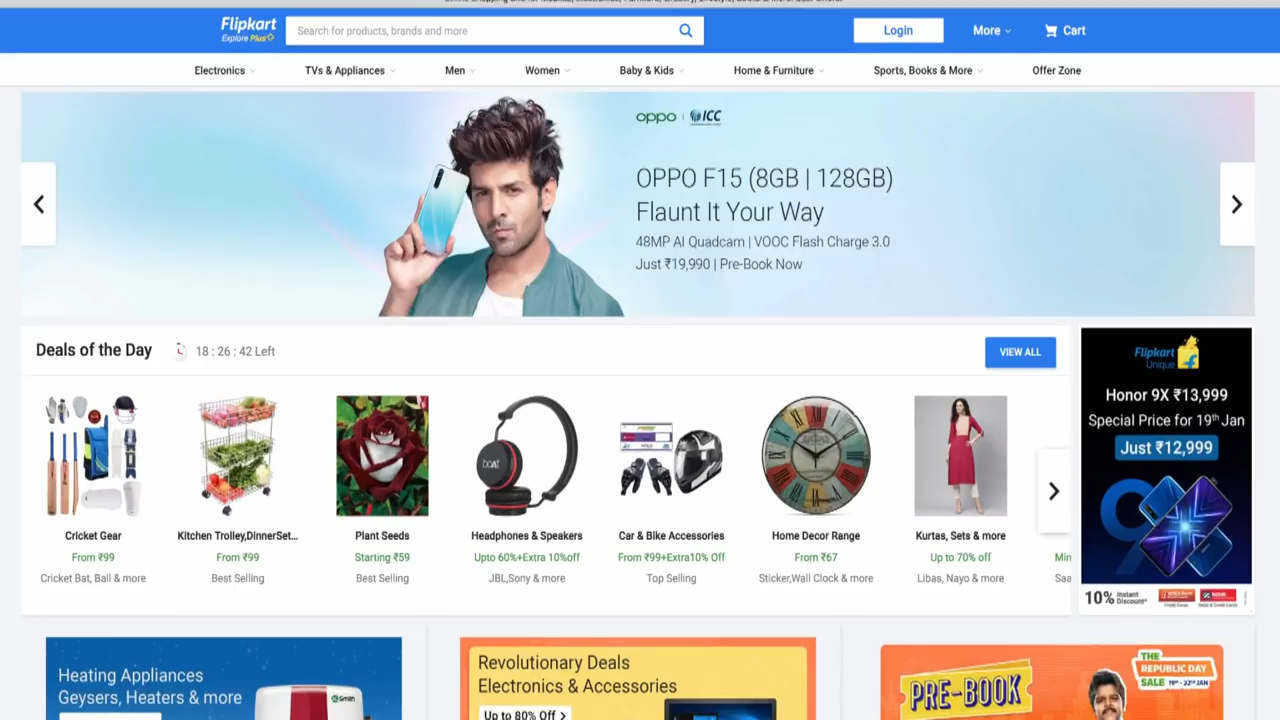 Flipkart
Explore Plus
Search for products, brands and more
Login
More
Cart
Electronics
TVs & Appliances
Men
Women
Baby & Kids
Home & Furniture
Sports, Books & More
Offer Zone
oppo | ICC
OPPO F15 (8GB | 128GB)
Flaunt It Your Way
48MP AI Quadcam | VOOC Flash Charge 3.0
Just ₹19,990 | Pre-Book Now
Deals of the Day
18 : 26 : 42 Left
VIEW ALL
Cricket Gear
From ₹99
Cricket Bat, Ball & more
Kitchen Trolley,DinnerSet...
From ₹99
Best Selling
Plant Seeds
Starting ₹59
Best Selling
boat
Headphones & Speakers
Upto 60%+Extra 10%off
JBL,Sony & more
Car & Bike Accessories
From ₹99+Extra10% Off
Top Selling
Home Decor Range
From ₹67
Sticker,Wall Clock & more
Kurtas, Sets & more
Up to 70% off
Libas, Nayo & more
Min
Saa
Flipkart
Unique
Honor 9X ₹13,999
Special Price for 19th Jan
Just ₹12,999
10% Instant
Discount*
Heating Appliances
Geysers, Heaters & more
Smith
Revolutionary Deals
Electronics & Accessories
Up to 80% Off >
PRE-BOOK
THE
REPUBLIC DAY
SALE 19TH - 22ND JAN